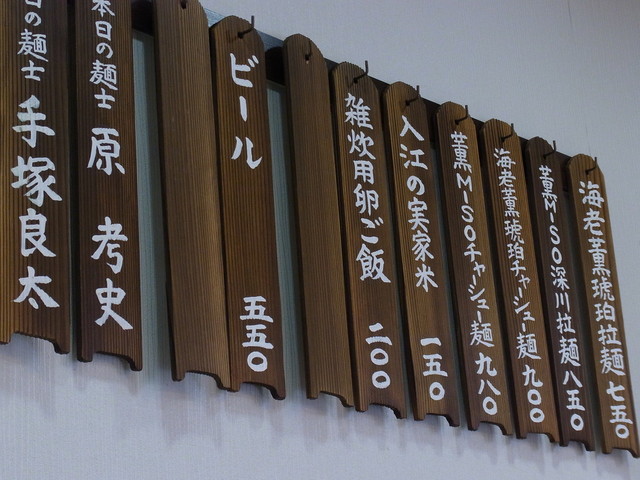 海老薫琥珀拉麺 七五〇
薫MISO深川拉麺 八五〇
海老薫琥珀チャーシュー麺 九〇〇
薫MISOチャーシュー麺 九八〇
入江の実家米 一五〇
雑炊用卵ご飯 二〇〇
ビール 五五〇
本日の麺士 原 考史
日の麺士 手塚良太